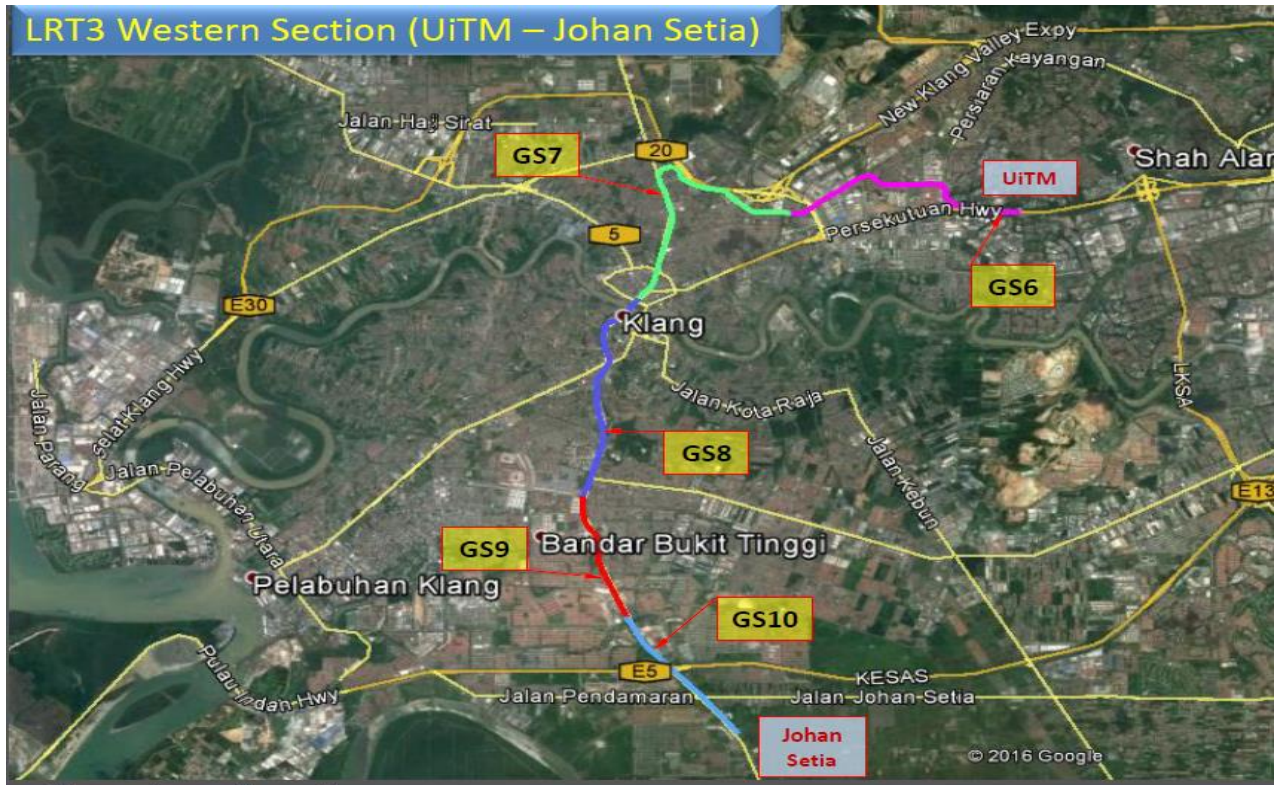 LRT3 Western Section (UiTM – Johan Setia)
New Klang Valley Expy
Persiaran Kayangan
Jalan Haji Sirat
GS7
20
Shah Alar
UiTM
Persekutuan Hwy
5
GS6
E30
Klang
Selat Klang Hwy
LKSA
Jalan Parang
Jalan Kota Raja
Jalan Kebun
GS8
Jalan Pelabuhan Utara
E13
GS9
Bandar Bukit Tinggi
Pelabuhan Klang
GS10
E5
KESAS
Pulau Indah Hwy
Jalan Pendamaran
Jalan Johan Setia
Johan
Setia
© 2016 Google